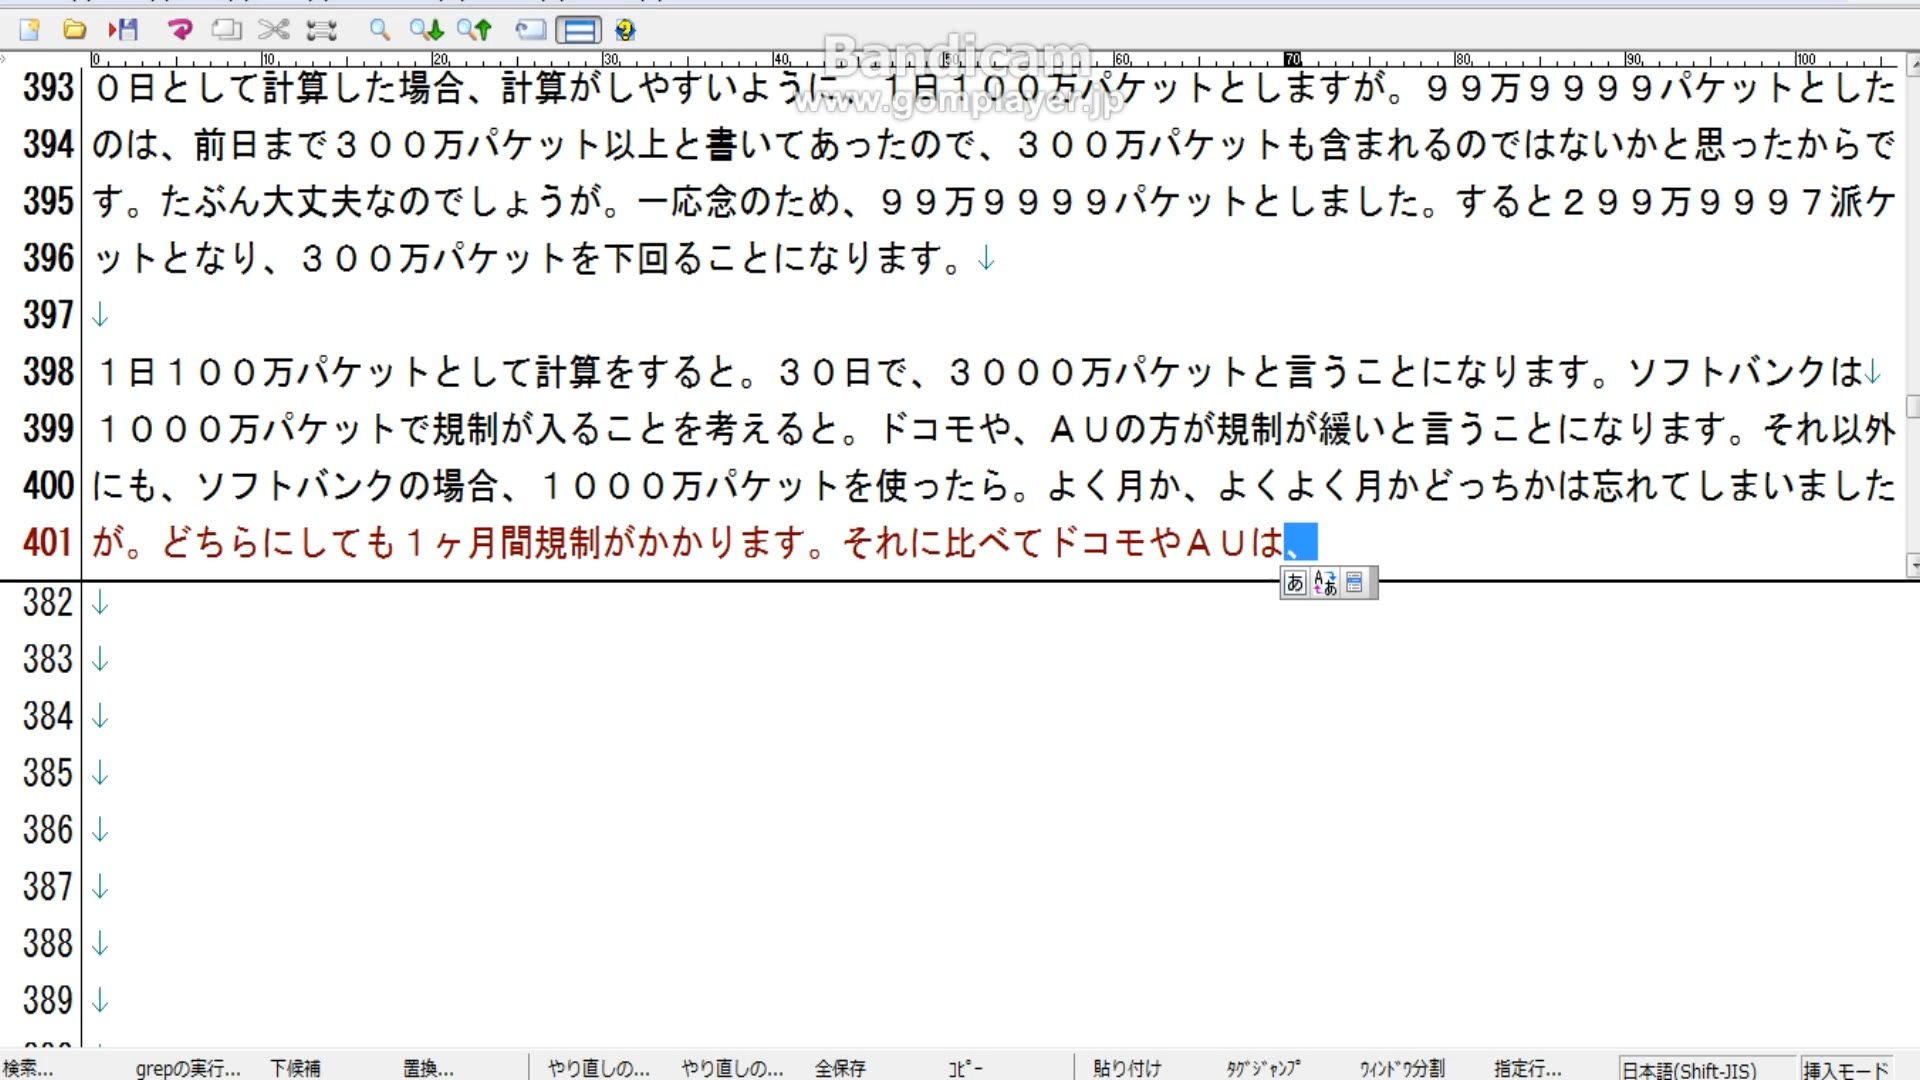 0 10 20 30 40 50 60 70 80 90 100
Bandicam
www.gomplayer.jp
393 ０日として計算した場合、計算がしやすいように、１日１００万パケットとしますが。９９万９９９９パケットとした
394 のは、前日まで３００万パケット以上と書いてあったので、３００万パケットも含まれるのではないかと思ったからで
395 す。たぶん大丈夫なのでしょうが。一応念のため、９９万９９９９パケットとしました。すると２９９万９９９７派ケ
396 ットとなり、３００万パケットを下回ることになります。↓
397 ↓
398 １日１００万パケットとして計算をすると。３０日で、３０００万パケットと言うことになります。ソフトバンクは↓
399 １０００万パケットで規制が入ることを考えると。ドコモや、ＡＵの方が規制が緩いと言うことになります。それ以外
400 にも、ソフトバンクの場合、１０００万パケットを使ったら。よく月か、よくよく月かどっちかは忘れてしまいました
401 が。どちらにしても１ヶ月間規制がかかります。それに比べてドコモやＡＵは、
あ
382 ↓
383 ↓
384 ↓
385 ↓
386 ↓
387 ↓
388 ↓
389 ↓
検索... grepの実行... 下候補 置換... やり直しの... やり直しの... 全保存 ｺﾋﾟｰ 貼り付け ﾀｸﾞｼﾞｬﾝﾌﾟ ｳｨﾝﾄﾞｳ分割 指定行... 日本語(Shift-JIS) 挿入モード